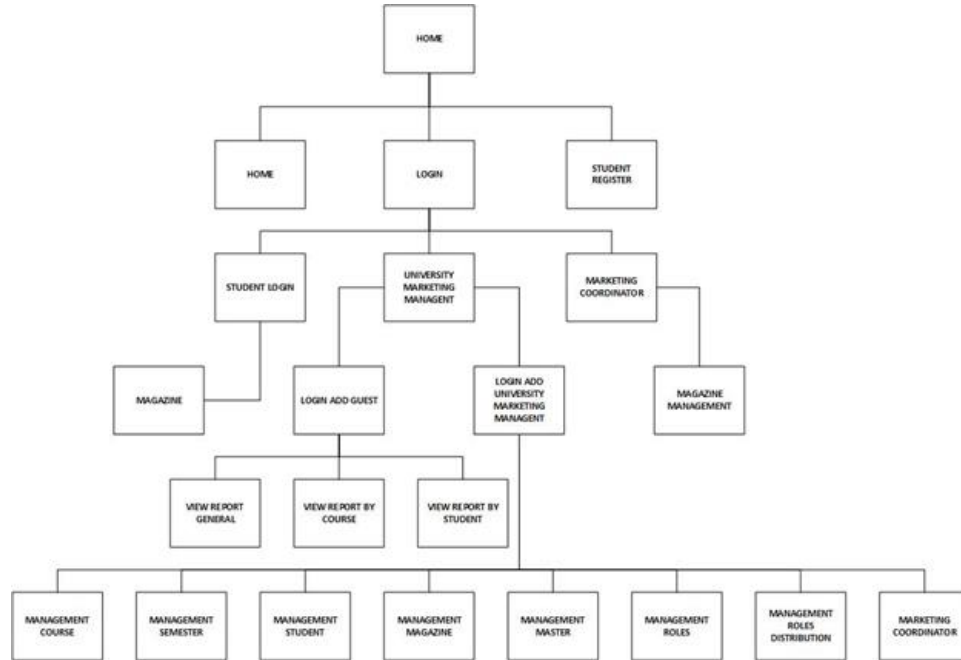 HOME
HOME
LOGIN
STUDENT
REGISTER
STUDENT LOGIN
UNIVERSITY
MARKETING
MANAGENT
MARKETING
COORDINATOR
MAGAZINE
LOGIN ADD GUEST
LOGIN ADD
UNIVERSITY
MARKETING
MANAGENT
MAGAZINE
MANAGEMENT
VIEW REPORT
GENERAL
VIEW REPORT BY
COURSE
VIEW REPORT BY
STUDENT
MANAGEMENT
COURSE
MANAGEMENT
SEMESTER
MANAGEMENT
STUDENT
MANAGEMENT
MAGAZINE
MANAGEMENT
MASTER
MANAGEMENT
ROLES
MANAGEMENT
ROLES
DISTRIBUTION
MARKETING
COORDINATOR